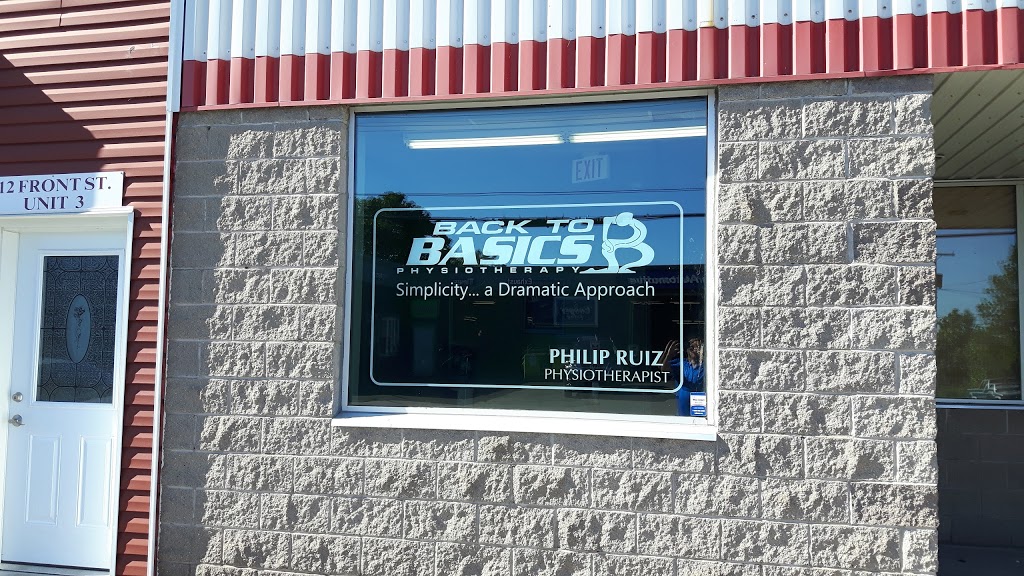 12 FRONT ST.
UNIT 3
EXIT
BACK TO
BASICS
PHYSIOTHERAPY
Simplicity... a Dramatic Approach
PHILIP RUIZ
PHYSIOTHERAPIST